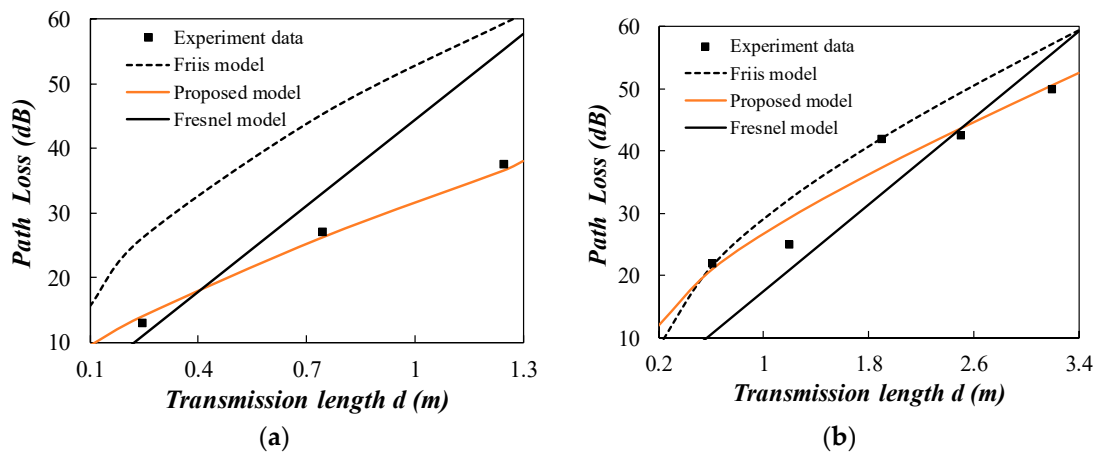 60
50
40
30
20
10
Path Loss (dB)
Experiment data
Friis model
Proposed model
Fresnel model
0.1 0.4 0.7 1 1.3
Transmission length d (m)
(a)
60
50
40
30
20
10
Path Loss (dB)
Experiment data
Friis model
Proposed model
Fresnel model
0.2 1 1.8 2.6 3.4
Transmission length d (m)
(b)